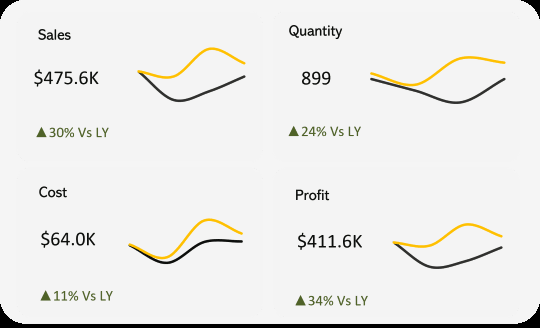 Sales
$475.6K
▲30% Vs LY
Quantity
899
▲24% Vs LY
Cost
$64.0K
▲11% Vs LY
Profit
$411.6K
▲34% Vs LY